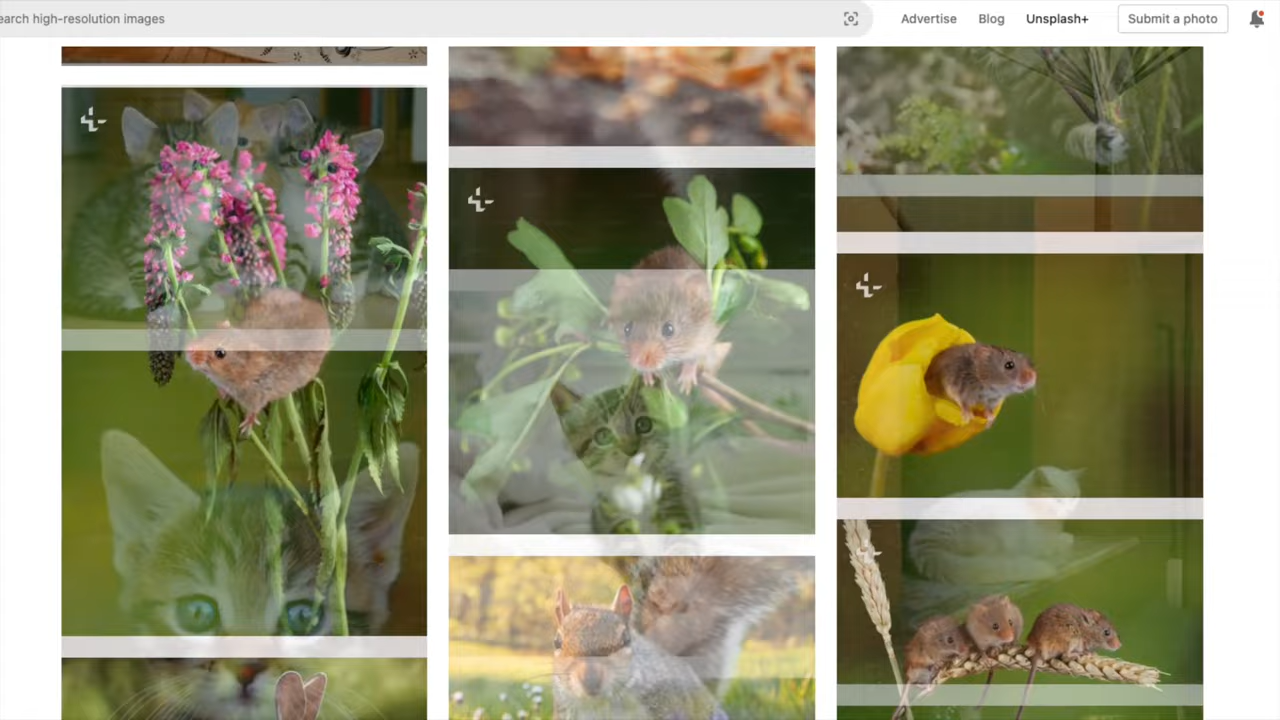 earch high-resolution images
Advertise
Blog
Unsplash+
Submit a photo